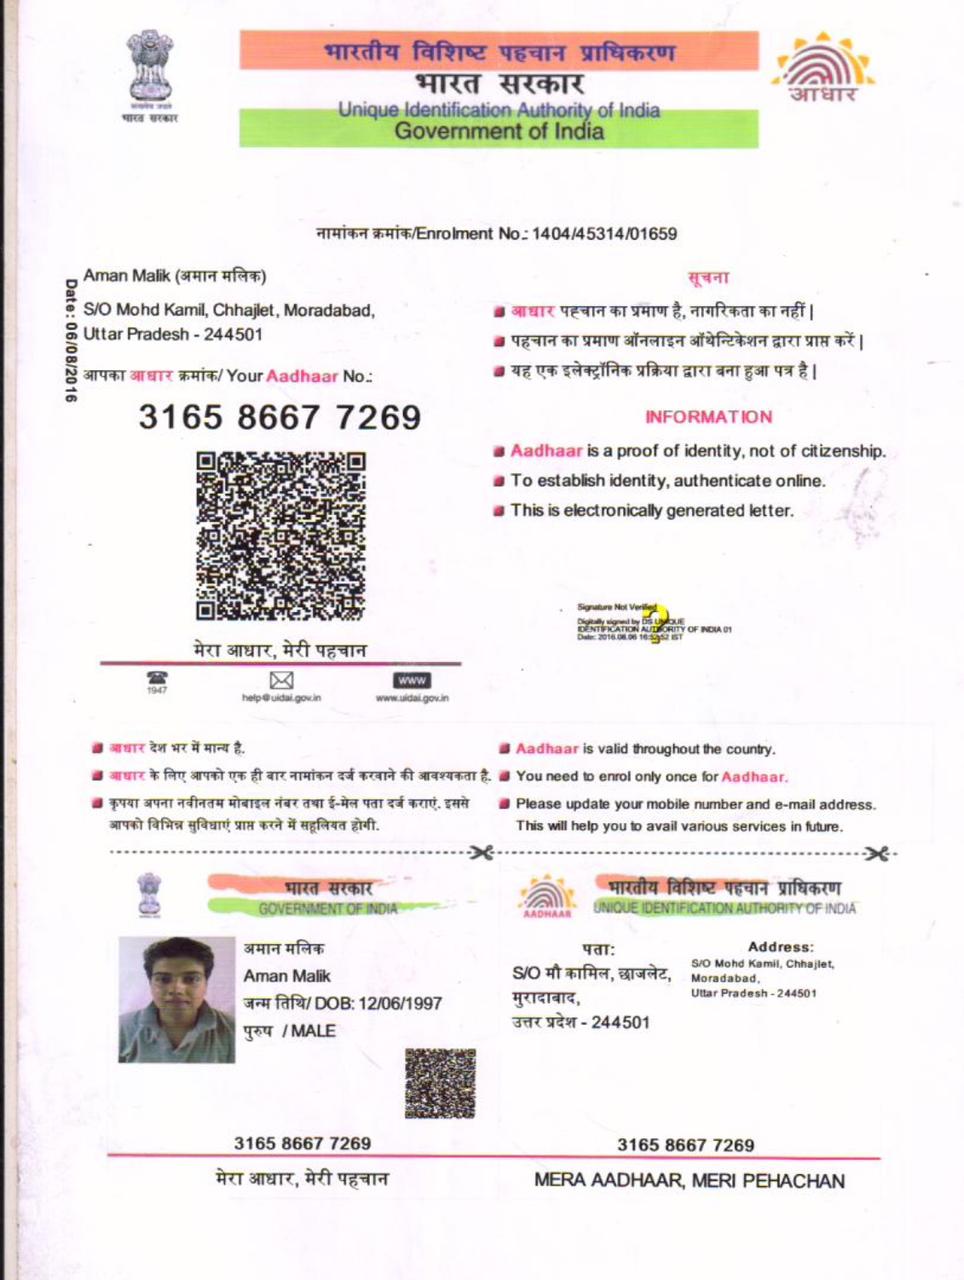 भारतीय विशिष्ट पहचान प्राधिकरण
भारत सरकार
Unique Identification Authority of India
Government of India
भारत सरकार
आधार
नामांकन क्रमांक/Enrolment No.: 1404/45314/01659
Date: 06/08/2016
Aman Malik (अमान मलिक)
S/O Mohd Kamil, Chhajlet, Moradabad,
Uttar Pradesh - 244501
आपका आधार क्रमांक/ Your Aadhaar No.:
3165 8667 7269
मेरा आधार, मेरी पहचान
1947
help@uidai.gov.in
www
www.uidai.gov.in
सूचना
आधार पहचान का प्रमाण है, नागरिकता का नहीं |
पहचान का प्रमाण ऑनलाइन ऑथेन्टिकेशन द्वारा प्राप्त करें |
यह एक इलेक्ट्रॉनिक प्रक्रिया द्वारा बना हुआ पत्र है |
INFORMATION
Aadhaar is a proof of identity, not of citizenship.
To establish identity, authenticate online.
This is electronically generated letter.
Signature Not Verified
Digitally signed by DS UNIQUE
IDENTIFICATION AUTHORITY OF INDIA 01
Date: 2016.08.06 16:52:52 IST
आधार देश भर में मान्य है.
आधार के लिए आपको एक ही बार नामांकन दर्ज करवाने की आवश्यकता है.
कृपया अपना नवीनतम मोबाइल नंबर तथा ई-मेल पता दर्ज कराएं. इससे
आपको विभिन्न सुविधाएं प्राप्त करने में सहूलियत होगी.
Aadhaar is valid throughout the country.
You need to enrol only once for Aadhaar.
Please update your mobile number and e-mail address.
This will help you to avail various services in future.
भारत सरकार
GOVERNMENT OF INDIA
अमान मलिक
Aman Malik
जन्म तिथि/ DOB: 12/06/1997
पुरुष / MALE
3165 8667 7269
मेरा आधार, मेरी पहचान
AADHAAR
भारतीय विशिष्ट पहचान प्राधिकरण
UNIQUE IDENTIFICATION AUTHORITY OF INDIA
पता:
S/O मौ कामिल, छाजलेट,
मुरादाबाद,
उत्तर प्रदेश - 244501
Address:
S/O Mohd Kamil, Chhajlet,
Moradabad,
Uttar Pradesh - 244501
3165 8667 7269
MERA AADHAAR, MERI PEHACHAN